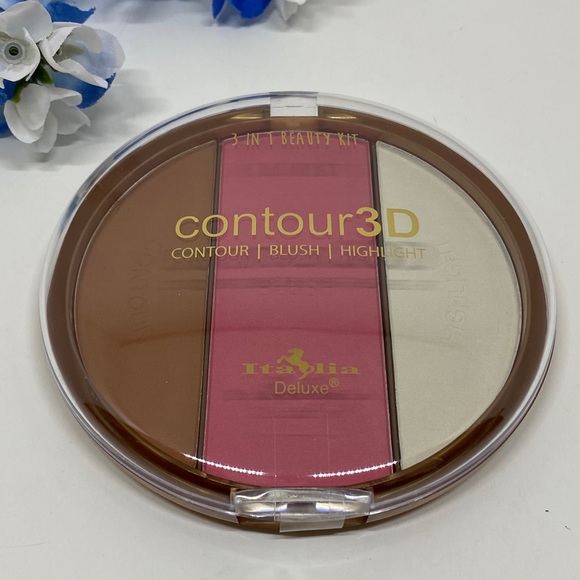 3 IN 1 BEAUTY KIT
contour3D
CONTOUR | BLUSH | HIGHLIGHT
Italia
Deluxe®